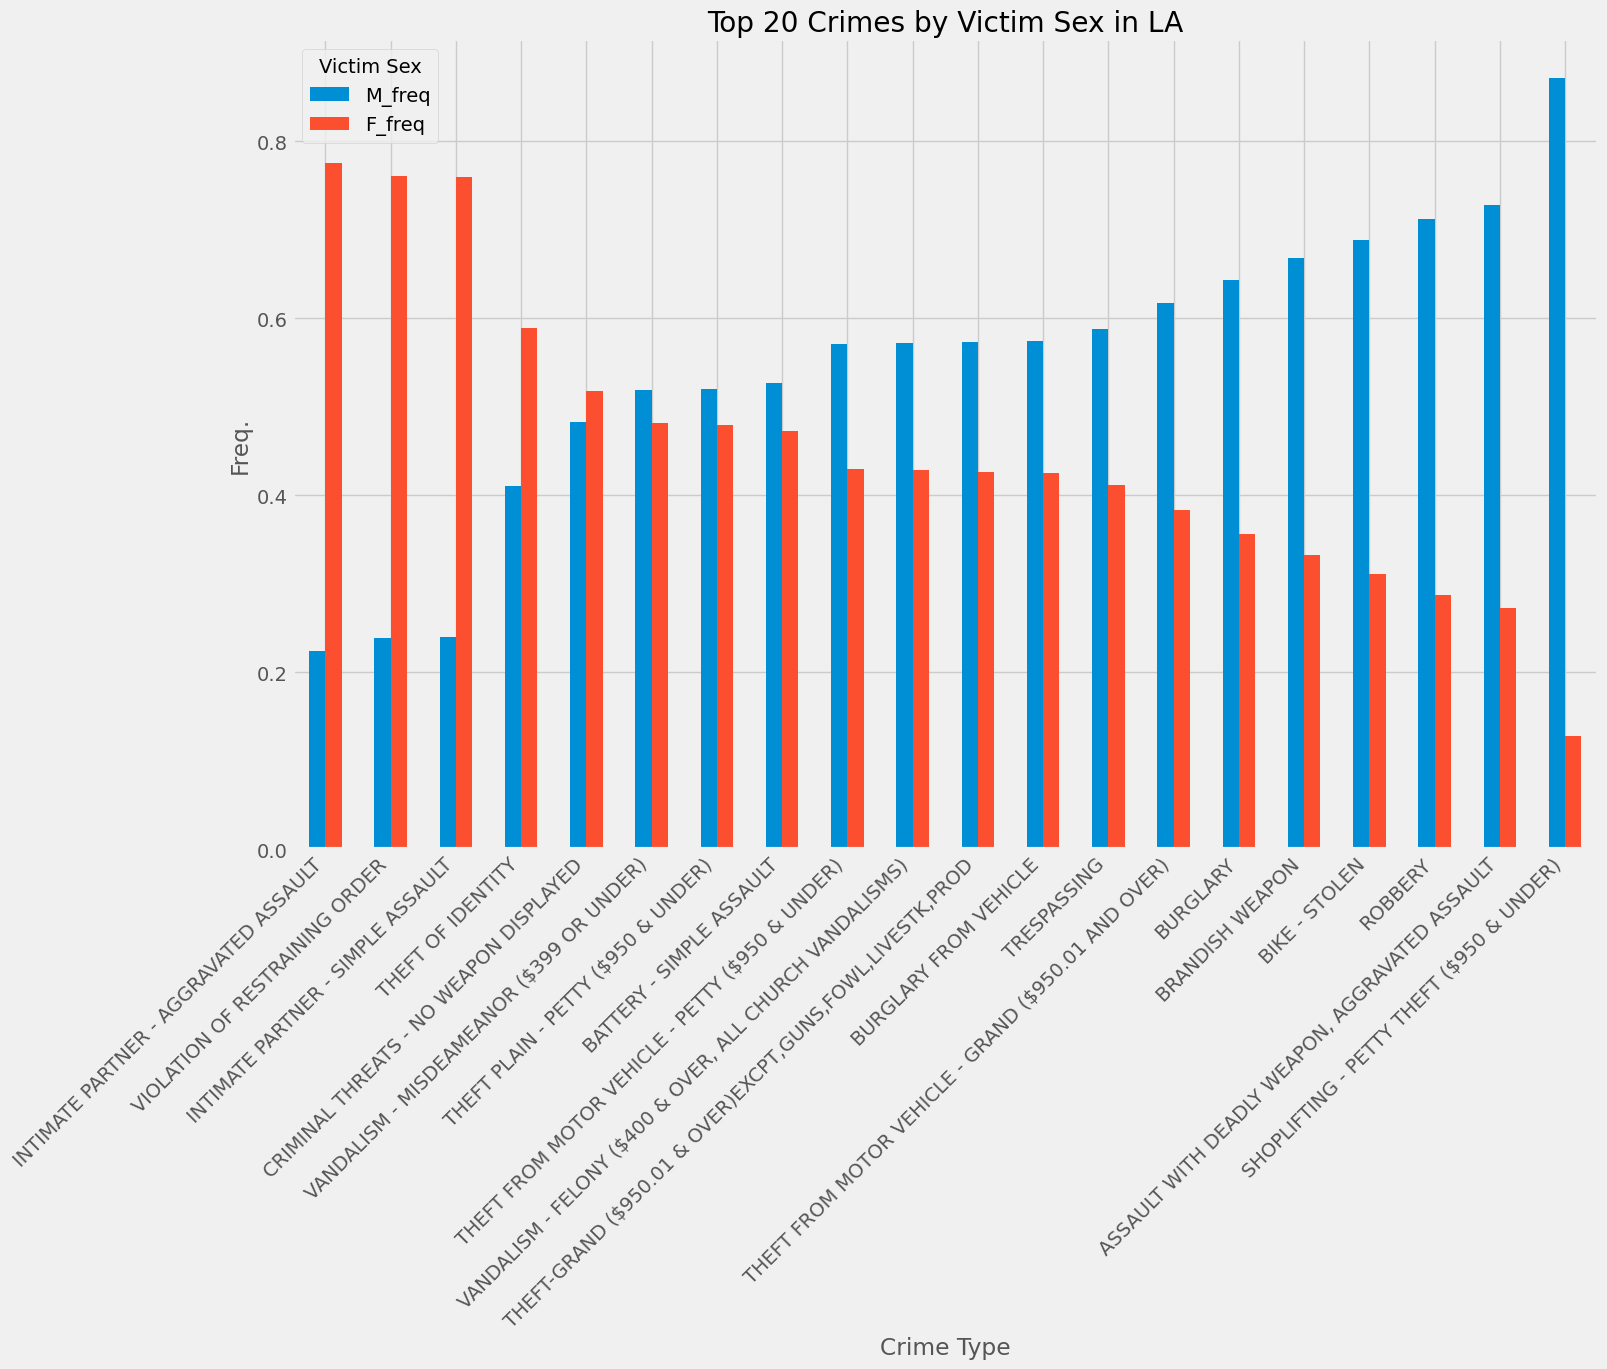 Top 20 Crimes by Victim Sex in LA
Victim Sex
M_freq
F_freq
Freq.
0.8
0.6
0.4
0.2
0.0
INTIMATE PARTNER - AGGRAVATED ASSAULT
VIOLATION OF RESTRAINING ORDER
INTIMATE PARTNER - SIMPLE ASSAULT
THEFT OF IDENTITY
CRIMINAL THREATS - NO WEAPON DISPLAYED
VANDALISM - MISDEAMEANOR ($399 OR UNDER)
THEFT PLAIN - PETTY ($950 & UNDER)
BATTERY - SIMPLE ASSAULT
THEFT FROM MOTOR VEHICLE - PETTY ($950 & UNDER)
VANDALISM - FELONY ($400 & OVER, ALL CHURCH VANDALISMS)
THEFT-GRAND ($950.01 & OVER)EXCPT,GUNS,FOWL,LIVESTK,PROD
BURGLARY FROM VEHICLE
TRESPASSING
THEFT FROM MOTOR VEHICLE - GRAND ($950.01 AND OVER)
BURGLARY
BRANDISH WEAPON
BIKE - STOLEN
ROBBERY
ASSAULT WITH DEADLY WEAPON, AGGRAVATED ASSAULT
SHOPLIFTING - PETTY THEFT ($950 & UNDER)
Crime Type